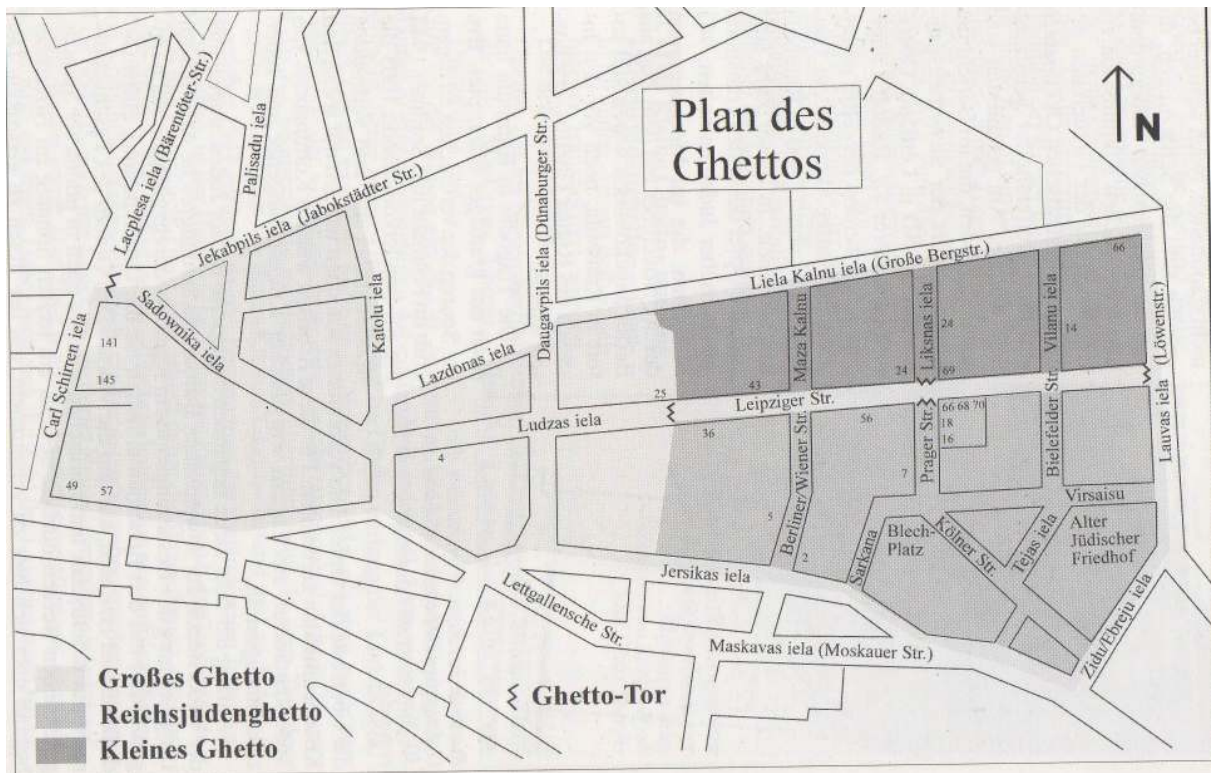 Plan des
Ghettos
N
Lacplesa iela (Bärentöter-Str.)
Palisadu iela
Jekabpils iela (Jabokstädter Str.)
Sadownika iela
Katolu iela
Carl Schirren iela
141
145
49
57
Lazdonas iela
Daugavpils iela (Dünaburger Str.)
Liela Kalnu iela (Große Bergstr.)
Maza Kalnu
Liksnas iela
Vilanu iela
66
24
14
Lauvas iela (Löwenstr.)
25
43
24
69
Leipziger Str.
Ludzas iela
4
36
56
66 68 70
18
16
7
5
2
Berliner/Wiener Str.
Prager Str.
Bielefelder Str.
Virsaisu
Sarkana
Blech-
Platz
Kölner Str.
Tejas iela
Alter
Jüdischer
Friedhof
Jersikas iela
Lettgallensche Str.
Maskavas iela (Moskauer Str.)
Zidu/Ebreju iela
Großes Ghetto
Reichsjudenghetto
Kleines Ghetto
Ghetto-Tor